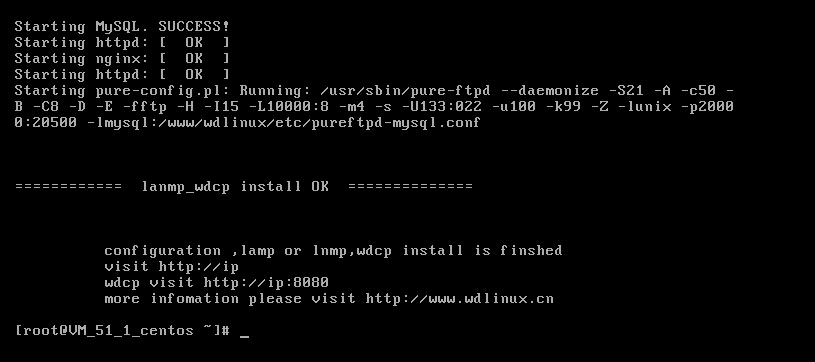 Starting MySQL. SUCCESS!
Starting httpd: [  OK  ]
Starting nginx: [  OK  ]
Starting httpd: [  OK  ]
Starting pure-config.pl: Running: /usr/sbin/pure-ftpd --daemonize -S21 -A -c50 -
B -C8 -D -E -fftp -H -I15 -L10000:8 -m4 -s -U133:022 -u100 -k99 -Z -lunix -p2000
0:20500 -lmysql:/www/wdlinux/etc/pureftpd-mysql.conf
============  lanmp_wdcp install OK  ==============
configuration ,lamp or lnmp,wdcp install is finshed
visit http://ip
wdcp visit http://ip:8080
more infomation please visit http://www.wdlinux.cn
[root@VM_51_1_centos ~]# _